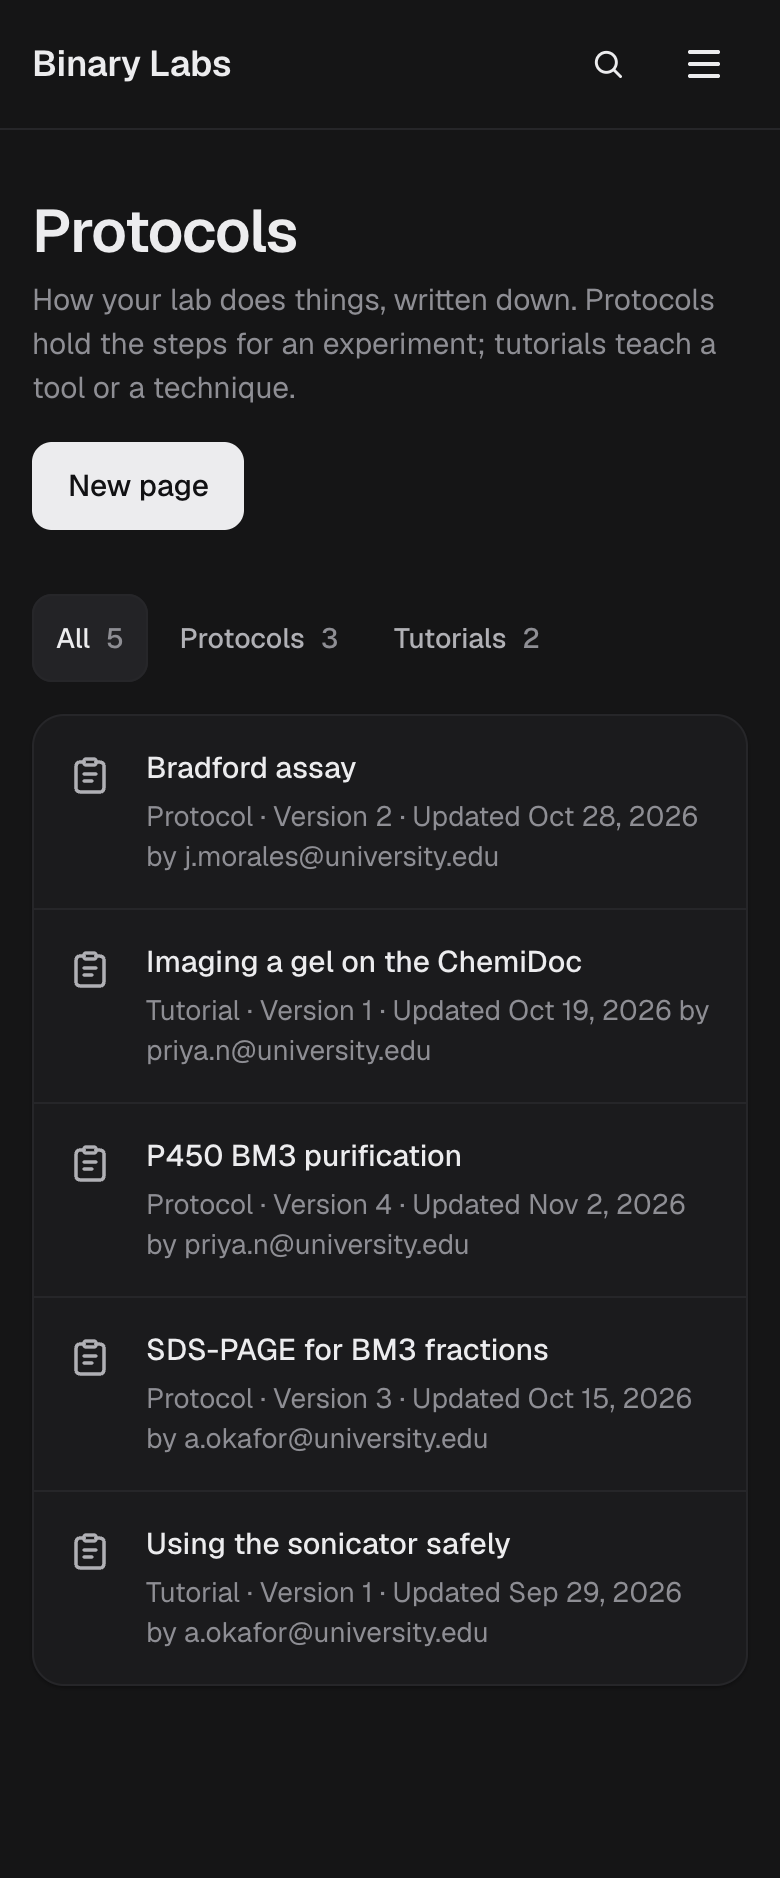 Binary Labs
Protocols
How your lab does things, written down. Protocols
hold the steps for an experiment; tutorials teach a
tool or a technique.
New page
All 5
Protocols 3
Tutorials 2
Bradford assay
Protocol · Version 2 · Updated Oct 28, 2026
by j.morales@university.edu
Imaging a gel on the ChemiDoc
Tutorial · Version 1 · Updated Oct 19, 2026 by
priya.n@university.edu
P450 BM3 purification
Protocol · Version 4 · Updated Nov 2, 2026
by priya.n@university.edu
SDS-PAGE for BM3 fractions
Protocol · Version 3 · Updated Oct 15, 2026
by a.okafor@university.edu
Using the sonicator safely
Tutorial · Version 1 · Updated Sep 29, 2026
by a.okafor@university.edu